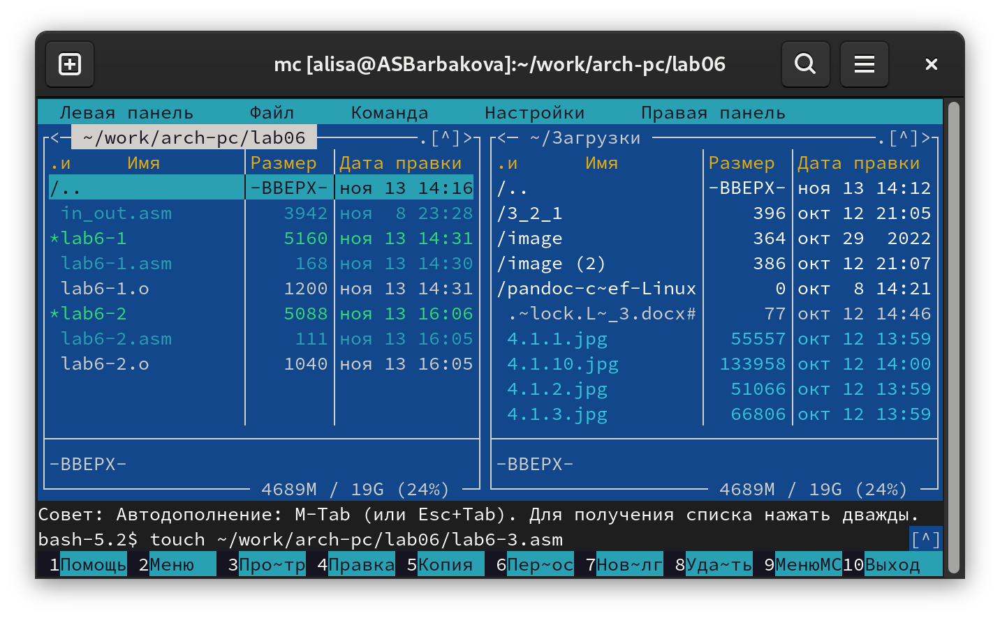 mc [alisa@ASBarbakova]:~/work/arch-pc/lab06
Левая панель Файл Команда Настройки Правая панель
<─ ~/work/arch-pc/lab06 ─.[^]> <─ ~/Загрузки ─.[^]>
.и Имя Размер Дата правки .и Имя Размер Дата правки
/.. -ВВЕРХ- ноя 13 14:16 /.. -ВВЕРХ- ноя 13 14:12
in_out.asm 3942 ноя 8 23:28 /3_2_1 396 окт 12 21:05
*lab6-1 5160 ноя 13 14:31 /image 364 окт 29 2022
lab6-1.asm 168 ноя 13 14:30 /image (2) 386 окт 12 21:07
lab6-1.o 1200 ноя 13 14:31 /pandoc-c~ef-Linux 0 окт 8 14:21
*lab6-2 5088 ноя 13 16:06 .~lock.L~_3.docx# 77 окт 12 14:46
lab6-2.asm 111 ноя 13 16:05 4.1.1.jpg 55557 окт 12 13:59
lab6-2.o 1040 ноя 13 16:05 4.1.10.jpg 133958 окт 12 14:00
4.1.2.jpg 51066 окт 12 13:59
4.1.3.jpg 66806 окт 12 13:59
-ВВЕРХ- -ВВЕРХ-
4689M / 19G (24%) 4689M / 19G (24%)
Совет: Автодополнение: M-Tab (или Esc+Tab). Для получения списка нажать дважды.
bash-5.2$ touch ~/work/arch-pc/lab06/lab6-3.asm [^]
1Помощь 2Меню 3Про~тр 4Правка 5Копия 6Пер~ос 7Нов~лг 8Уда~ть 9МенюМС 10Выход